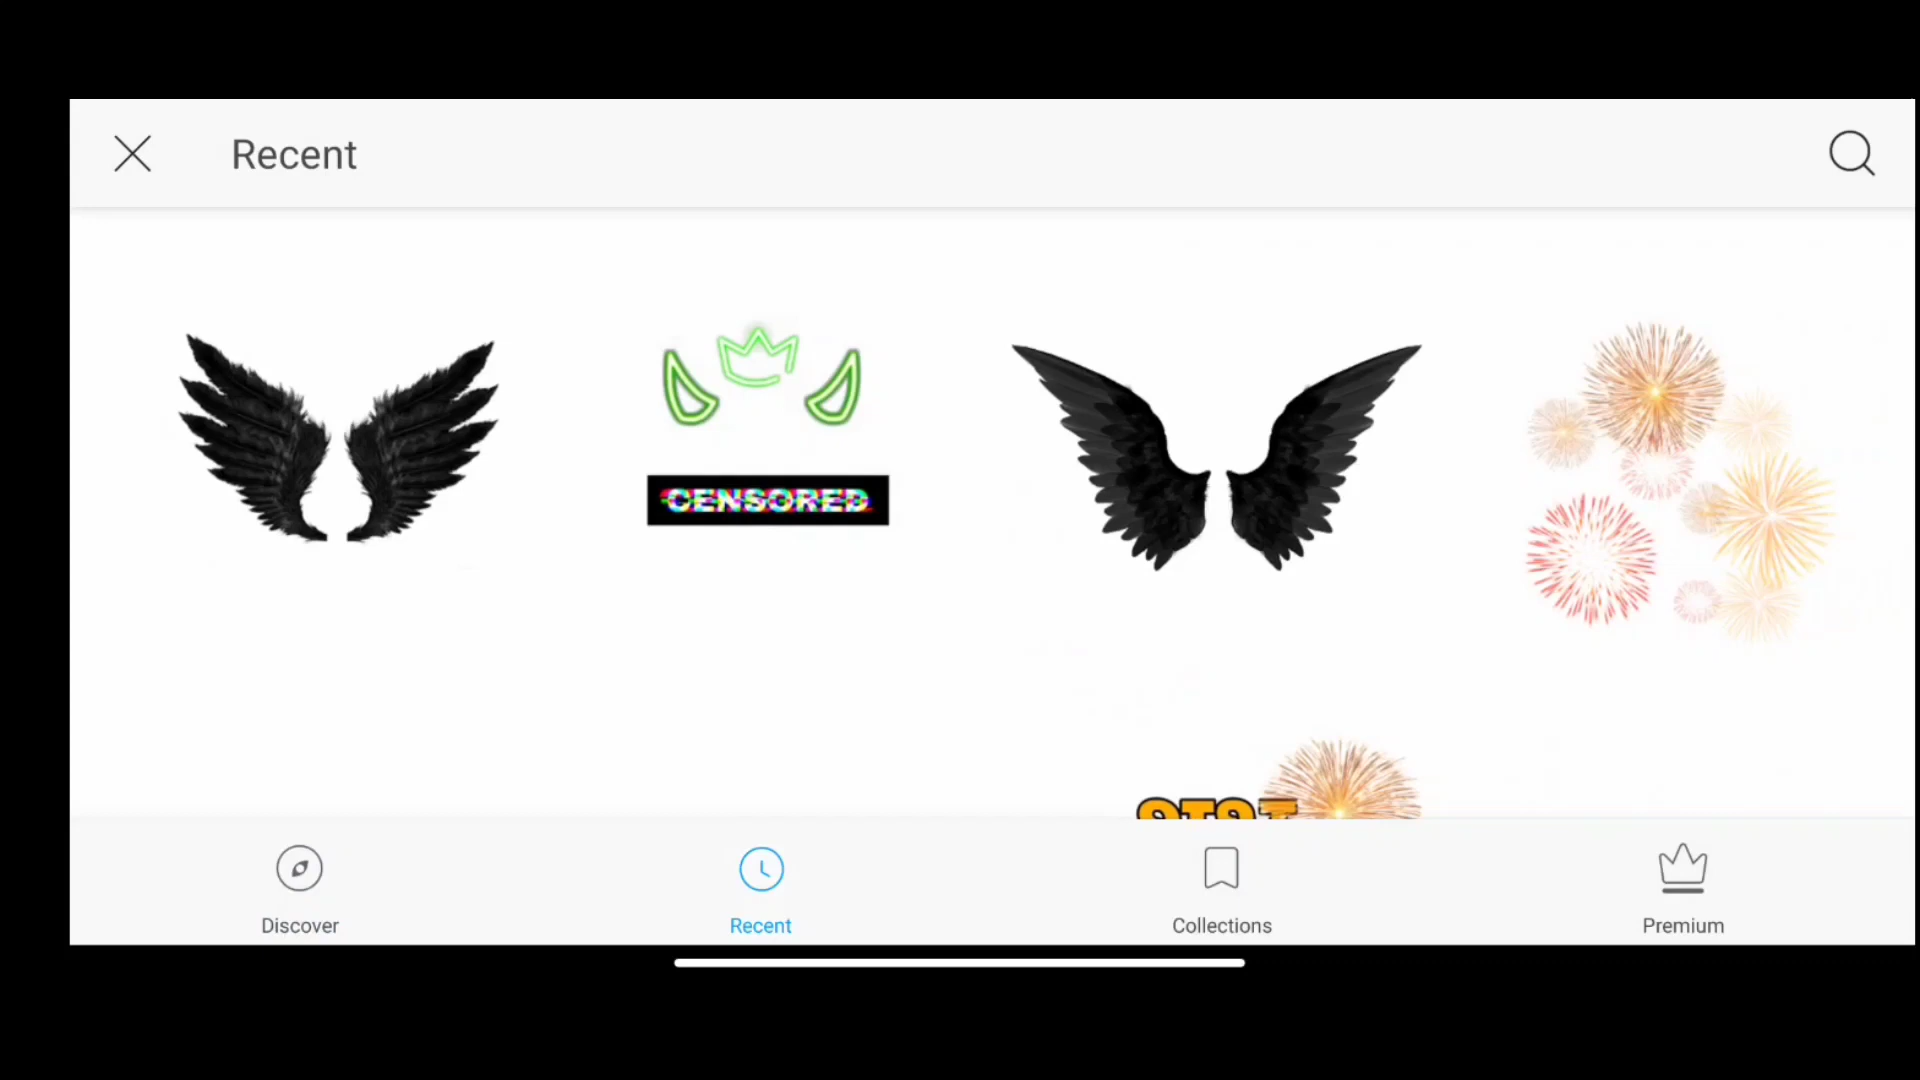 Recent
CENSORED
Discover
Recent
Collections
Premium